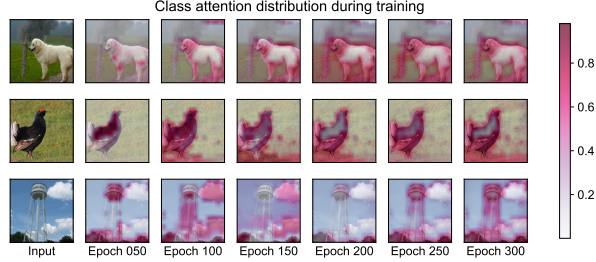 Class attention distribution during training
0.8
0.6
0.4
0.2
Input Epoch 050 Epoch 100 Epoch 150 Epoch 200 Epoch 250 Epoch 300